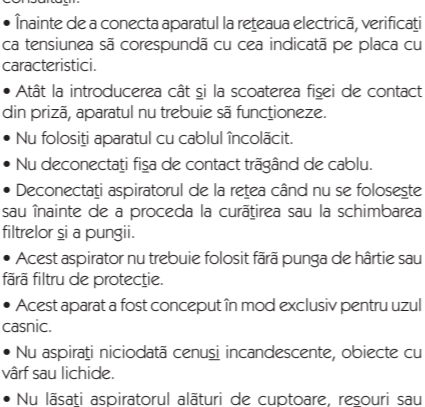 consultații.
• Înainte de a conecta aparatul la rețeaua electrică, verificați
ca tensiunea să corespundă cu cea indicată pe placa cu
caracteristici.
• Atât la introducerea cât și la scoaterea fișei de contact
din priză, aparatul nu trebuie să funcționeze.
• Nu folosiți aparatul cu cablul încolăcit.
• Nu deconectați fișa de contact trăgând de cablu.
• Deconectați aspiratorul de la rețea când nu se folosește
sau înainte de a proceda la curățirea sau la schimbarea
filtrelor și a pungii.
• Acest aspirator nu trebuie folosit fără punga de hârtie sau
fără filtru de protecție.
• Acest aparat a fost conceput în mod exclusiv pentru uzul
casnic.
• Nu aspirați niciodată cenuși incandescente, obiecte cu
vârf sau lichide.
• Nu lăsați aspiratorul alături de cuptoare, reșouri sau